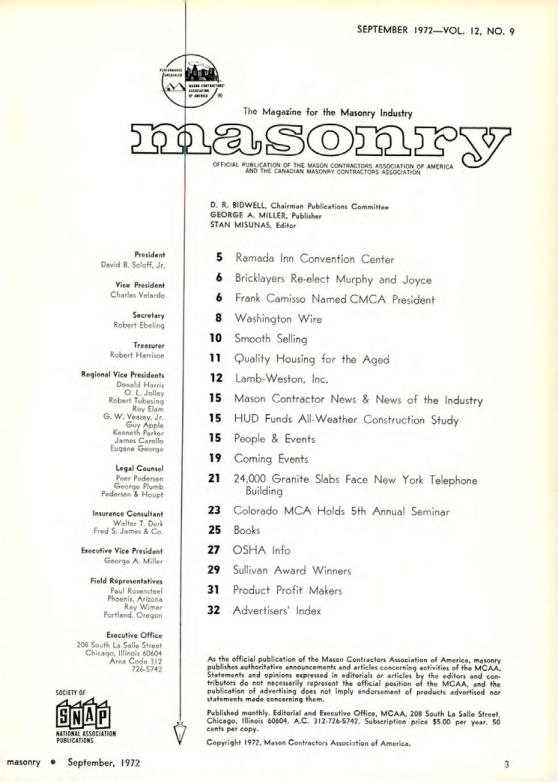 SEPTEMBER 1972—VOL. 12, NO. 9
PERFORMANCE
UNEQUALED
MASON CONTRACTORS'
ASSOCIATION
OF AMERICA
®
The Magazine for the Masonry Industry
masonry
OFFICIAL PUBLICATION OF THE MASON CONTRACTORS ASSOCIATION OF AMERICA
AND THE CANADIAN MASONRY CONTRACTORS ASSOCIATION
D. R. BIDWELL, Chairman Publications Committee
GEORGE A. MILLER, Publisher
STAN MISUNAS, Editor
President
David B. Soloff, Jr.
Vice President
Charles Velardo
Secretary
Robert Ebeling
Treasurer
Robert Harrison
Regional Vice Presidents
Donald Harris
O. L. Jollay
Robert Tubesing
Roy Elam
G. W. Veazey, Jr.
Guy Apple
Kenneth Parker
James Carollo
Eugene George
Legal Counsel
Peer Pedersen
George Plumb
Pedersen & Houpt
Insurance Consultant
Walter T. Derk
Fred S. James & Co.
Executive Vice President
George A. Miller
Field Representatives
Paul Rosensteel
Phoenix, Arizona
Ray Wimer
Portland, Oregon
Executive Office
208 South La Salle Street
Chicago, Illinois 60604
Area Code 312
726-5742
SOCIETY OF
SNAP
NATIONAL ASSOCIATION
PUBLICATIONS
5 Ramada Inn Convention Center
6 Bricklayers Re-elect Murphy and Joyce
6 Frank Camisso Named CMCA President
8 Washington Wire
10 Smooth Selling
11 Quality Housing for the Aged
12 Lamb-Weston, Inc.
15 Mason Contractor News & News of the Industry
15 HUD Funds All-Weather Construction Study
15 People & Events
19 Coming Events
21 24,000 Granite Slabs Face New York Telephone
Building
23 Colorado MCA Holds 5th Annual Seminar
25 Books
27 OSHA Info
29 Sullivan Award Winners
31 Product Profit Makers
32 Advertisers' Index
As the official publication of the Mason Contractors Association of America, masonry
publishes authoritative announcements and articles concerning activities of the MCAA.
Statements and opinions expressed in editorials or articles by the editors and con-
tributors do not necessarily represent the official position of the MCAA, and the
publication of advertising does not imply endorsement of products advertised nor
statements made concerning them.
Published monthly. Editorial and Executive Office, MCAA, 208 South La Salle Street,
Chicago, Illinois 60604. A.C. 312-726-5742. Subscription price $5.00 per year. 50
cents per copy.
Copyright 1972, Mason Contractors Association of America.
masonry • September, 1972
3